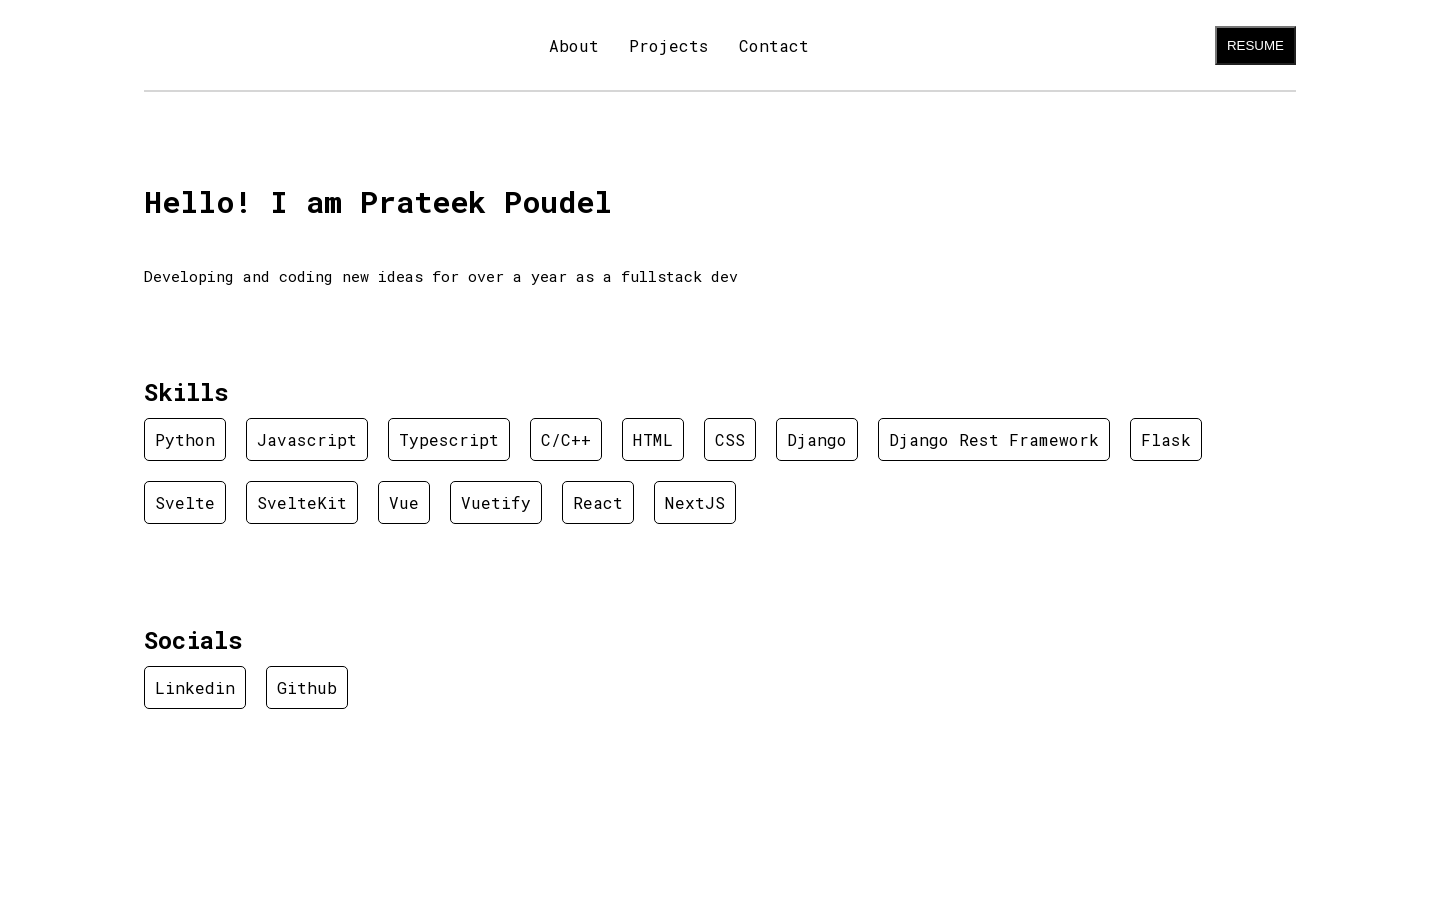 About Projects Contact RESUME
Hello! I am Prateek Poudel
Developing and coding new ideas for over a year as a fullstack dev
Skills
Python Javascript Typescript C/C++ HTML CSS Django Django Rest Framework Flask
Svelte SvelteKit Vue Vuetify React NextJS
Socials
Linkedin Github